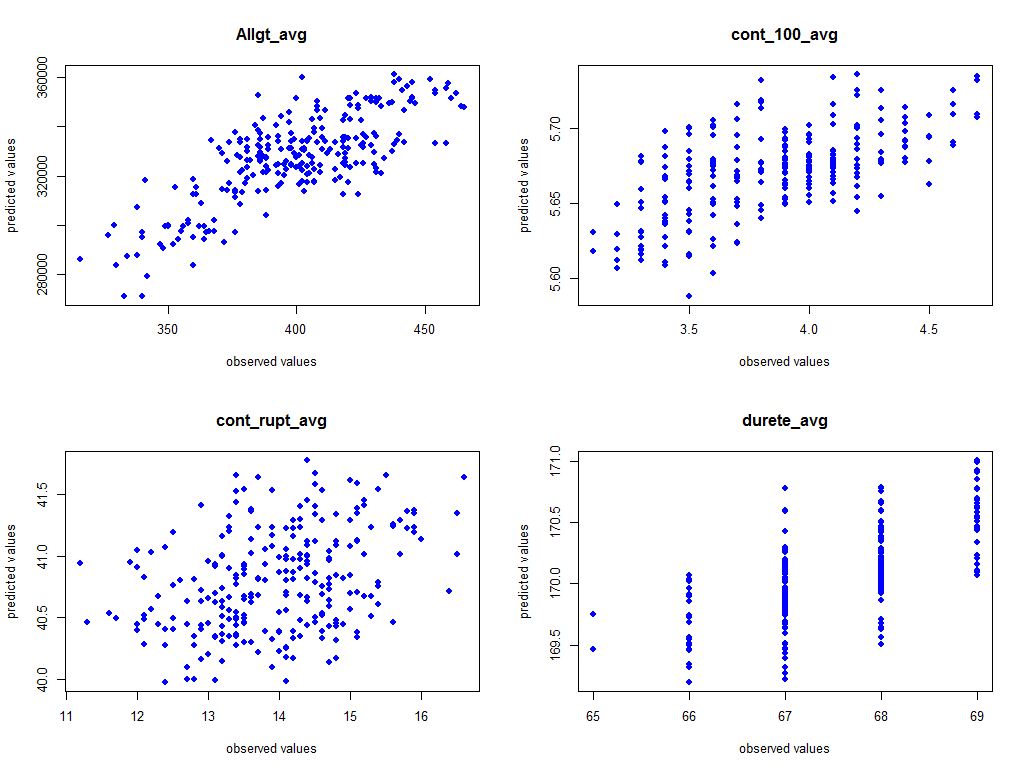 Allgt_avg
predicted values
280000
320000
360000
350
400
450
observed values
cont_100_avg
predicted values
5.60
5.65
5.70
3.5
4.0
4.5
observed values
cont_rupt_avg
predicted values
40.0
40.5
41.0
41.5
11
12
13
14
15
16
observed values
durete_avg
predicted values
169.5
170.0
170.5
171.0
65
66
67
68
69
observed values